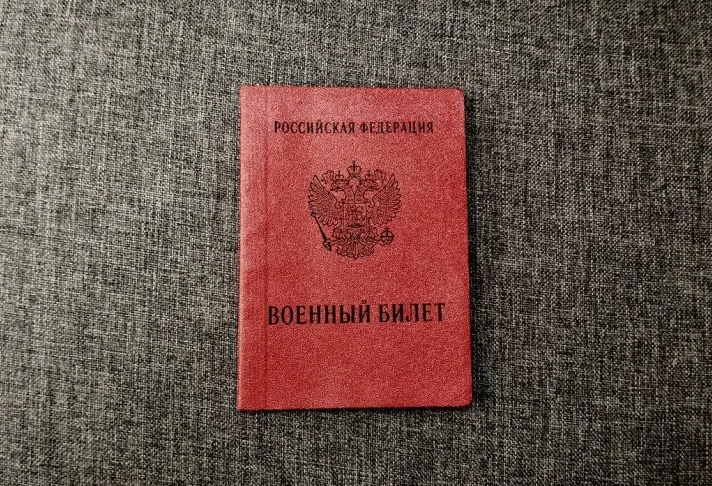 РОССИЙСКАЯ ФЕДЕРАЦИЯ
ВОЕННЫЙ БИЛЕТ